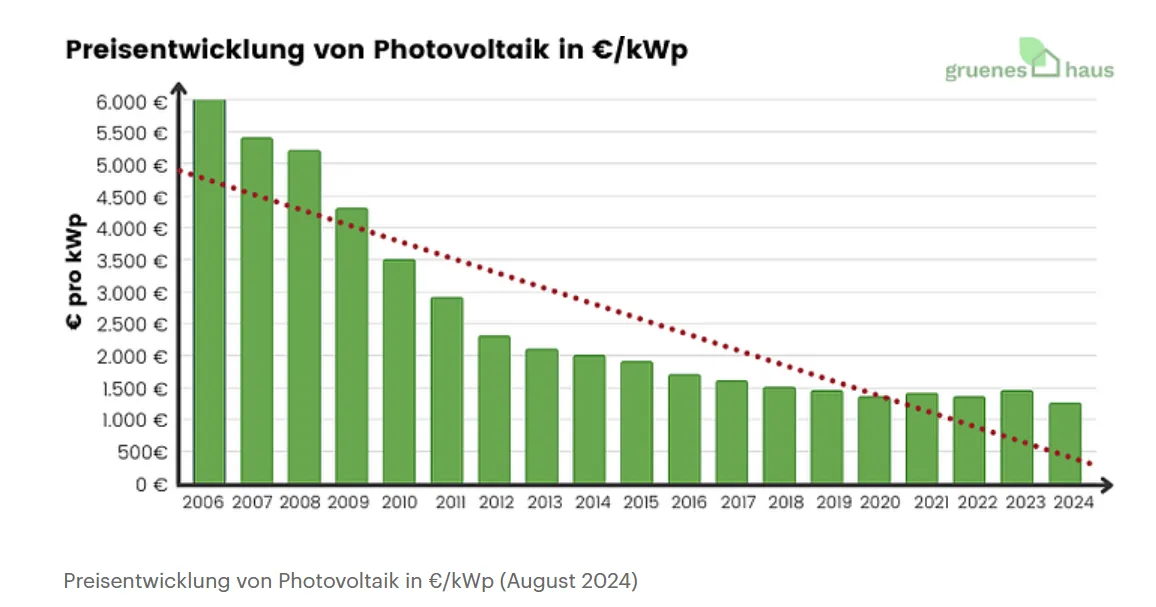 Preisentwicklung von Photovoltaik in €/kWp
gruenes haus
€ pro kWp
6.000 €
5.500 €
5.000 €
4.500 €
4.000 €
3.500 €
3.000 €
2.500 €
2.000 €
1.500 €
1.000 €
500€
0 €
2006 2007 2008 2009 2010 2011 2012 2013 2014 2015 2016 2017 2018 2019 2020 2021 2022 2023 2024
Preisentwicklung von Photovoltaik in €/kWp (August 2024)